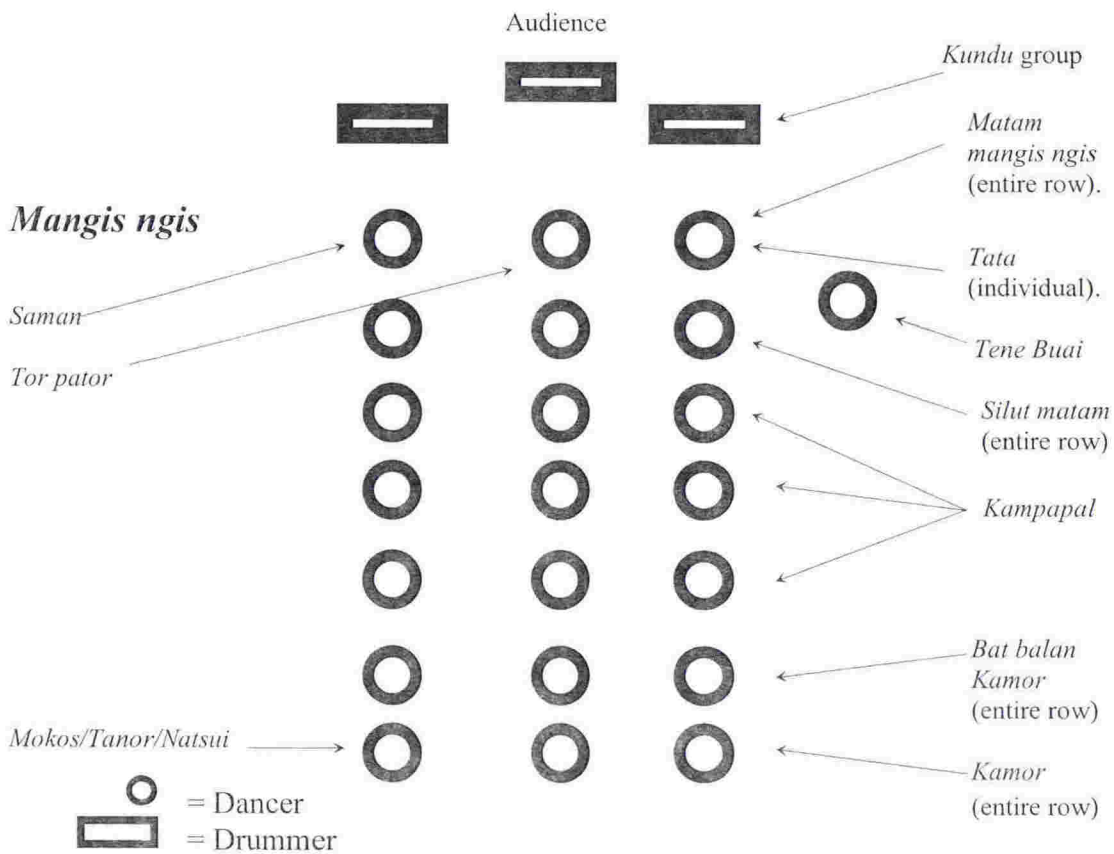 Audience
Kundu group
Matam
mangis ngis
(entire row).
Mangis ngis
Tata
(individual).
Saman
Tene Buai
Tor pator
Silut matam
(entire row)
Kampapal
Bat balan
Kamor
(entire row)
Mokos/Tanor/Natsui
Kamor
(entire row)
= Dancer
= Drummer